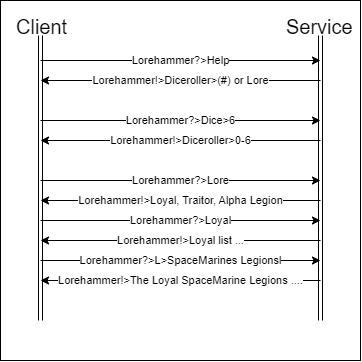 Client Service
Lorehammer?>Help
Lorehammer!>Diceroller>(#) or Lore
Lorehammer?>Dice>6
Lorehammer!>Diceroller>0-6
Lorehammer?>Lore
Lorehammer!>Loyal, Traitor, Alpha Legion
Lorehammer?>Loyal
Lorehammer!>Loyal list ...
Lorehammer?>L>SpaceMarines Legionsl
Lorehammer!>The Loyal SpaceMarine Legions ....